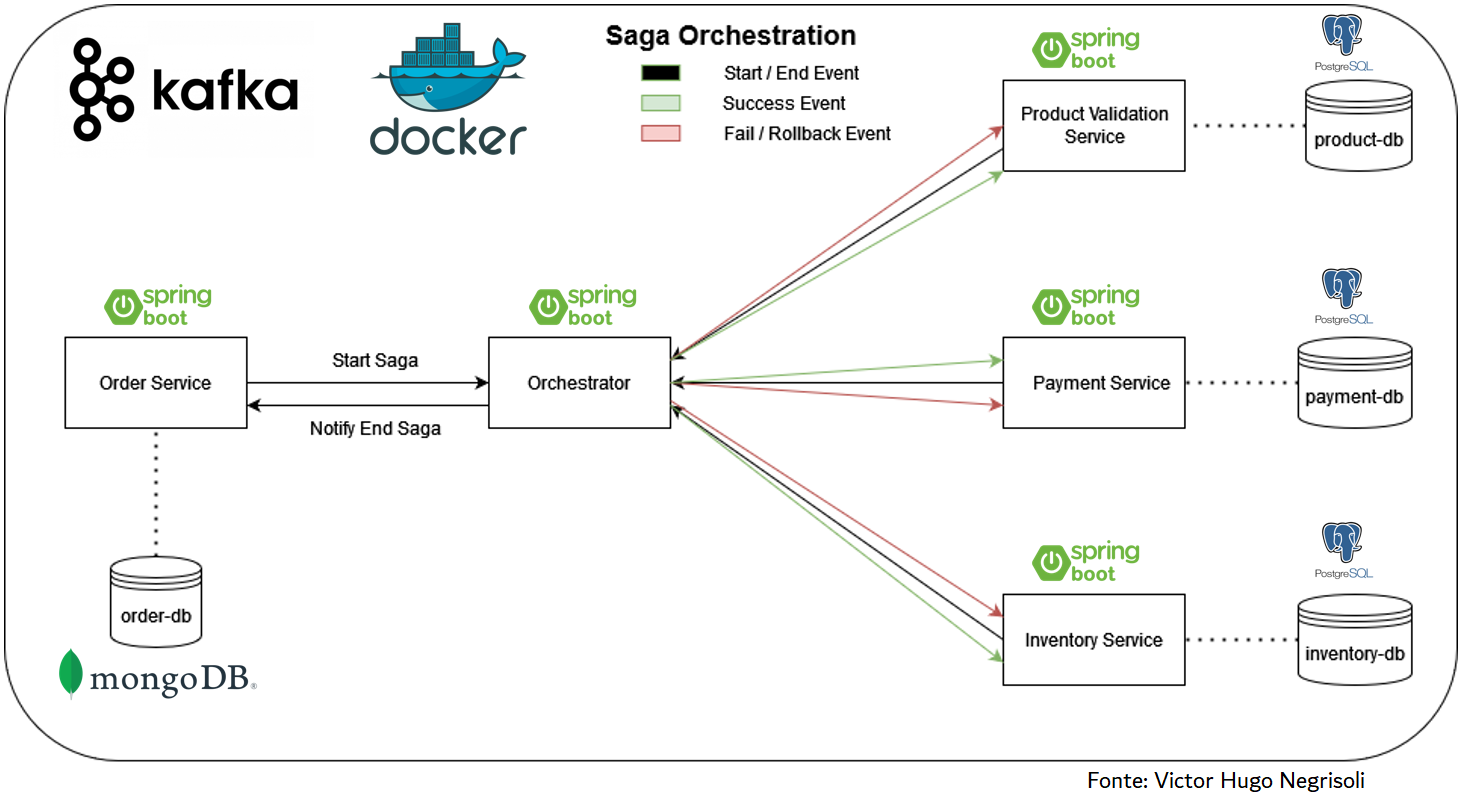 kafka
docker
Saga Orchestration
Start / End Event
Success Event
Fail / Rollback Event
spring
boot
Product Validation
Service
PostgreSQL
product-db
spring
boot
Order Service
Start Saga
Notify End Saga
spring
boot
Orchestrator
spring
boot
Payment Service
PostgreSQL
payment-db
order-db
mongoDB®
spring
boot
Inventory Service
PostgreSQL
inventory-db
Fonte: Victor Hugo Negrisoli